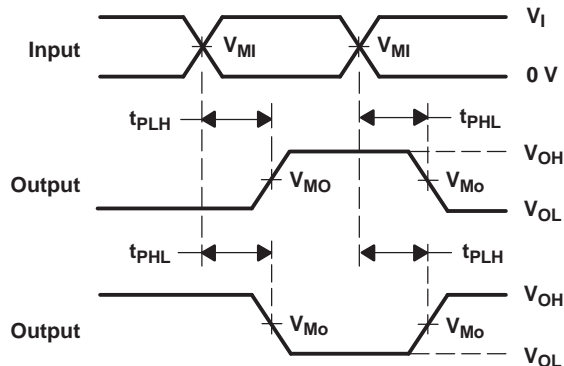 V_I
Input V_MI V_MI
0 V
t_PLH t_PHL
V_OH
Output V_MO V_Mo
V_OL
t_PHL t_PLH
V_OH
Output V_Mo V_Mo
V_OL